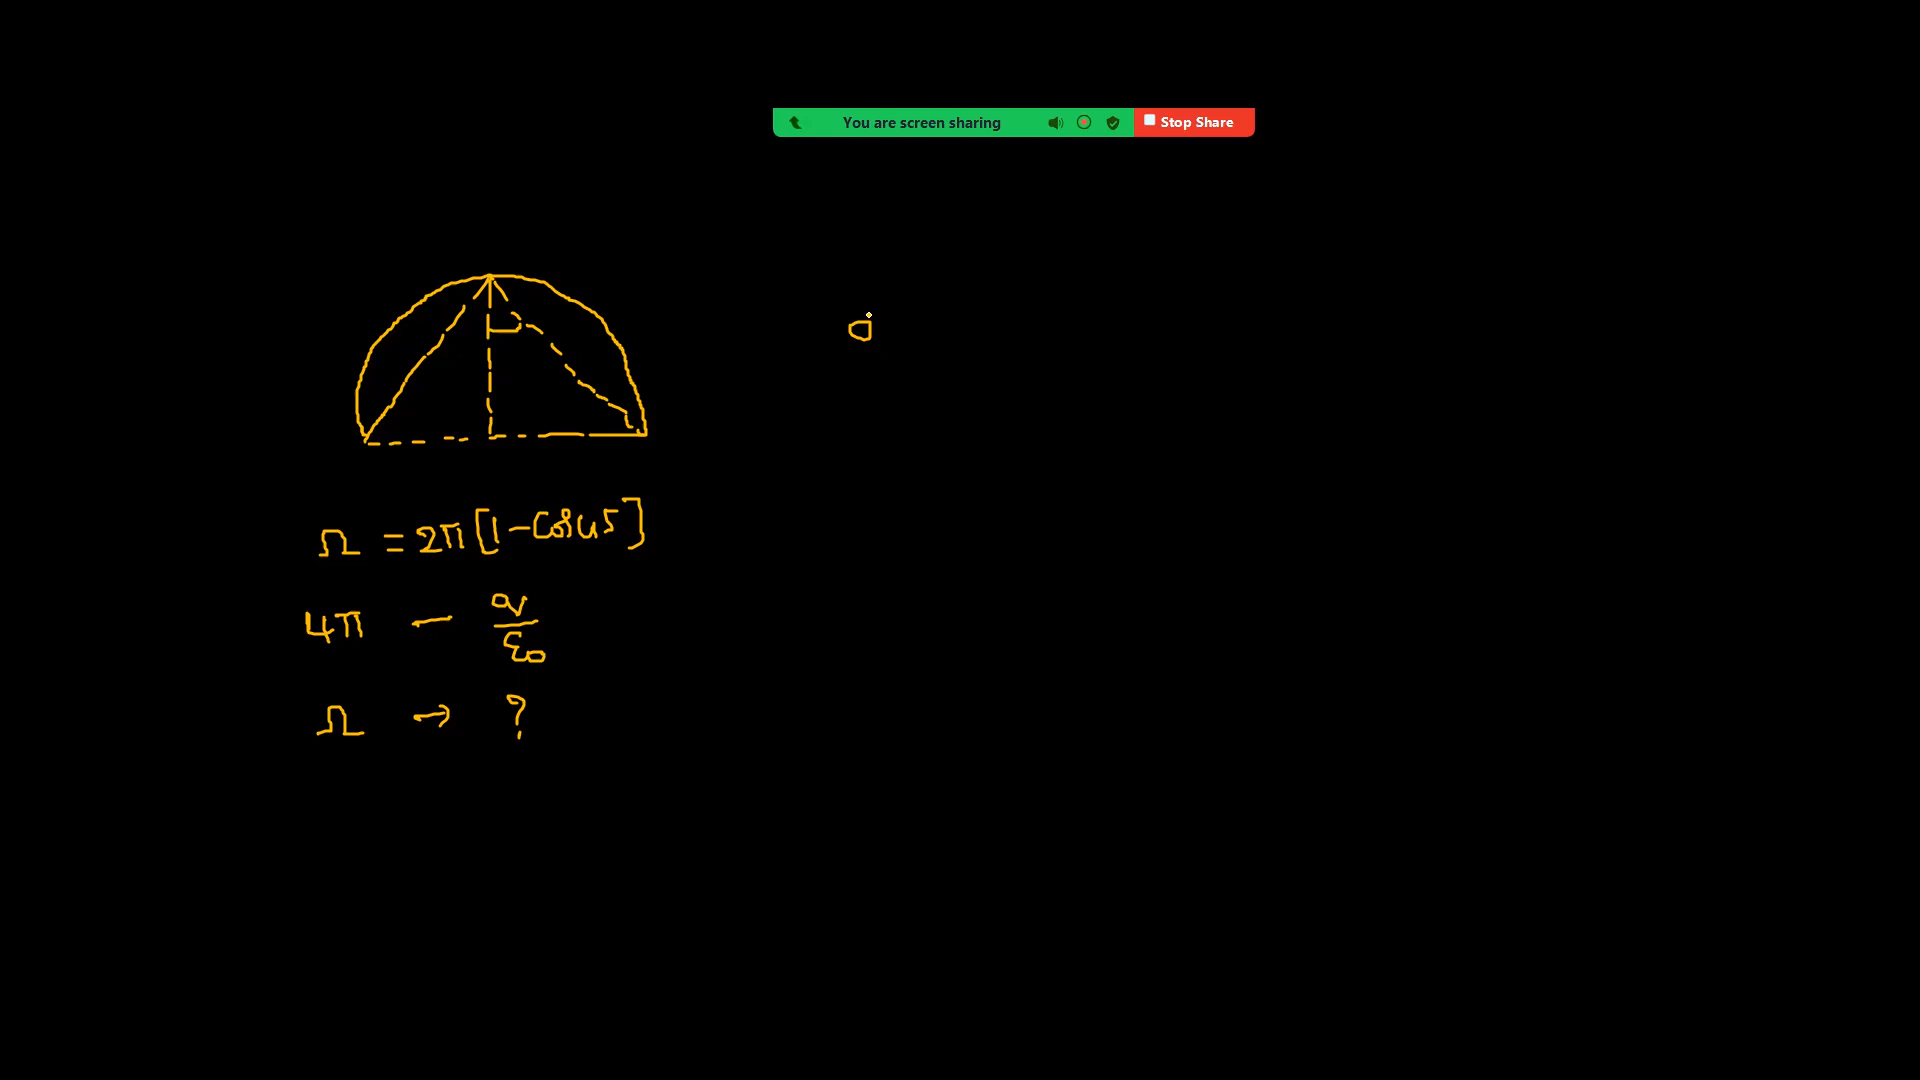 You are screen sharing Stop Share
Ω = 2π[1 - Cos45]
4π - q/ε0
Ω → ?